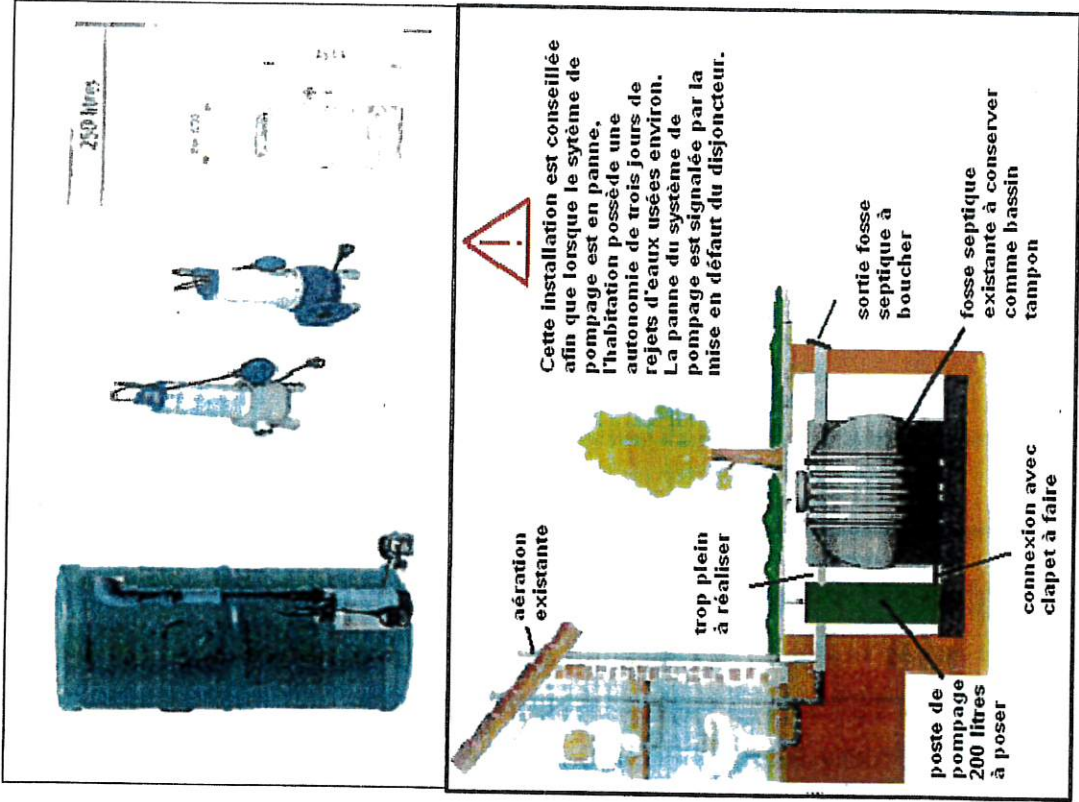 250 litres
Cette installation est conseillée
afin que lorsque le sytème de
pompage est en panne,
l'habitation possède une
autonomie de trois jours de
rejets d'eaux usées environ.
La panne du système de
pompage est signalée par la
mise en défaut du disjoncteur.
aération
existante
trop plein
à réaliser
sortie fosse
septique à
boucher
fosse septique
existante à conserver
comme bassin
tampon
connexion avec
clapet à faire
poste de
pompage
200 litres
à poser